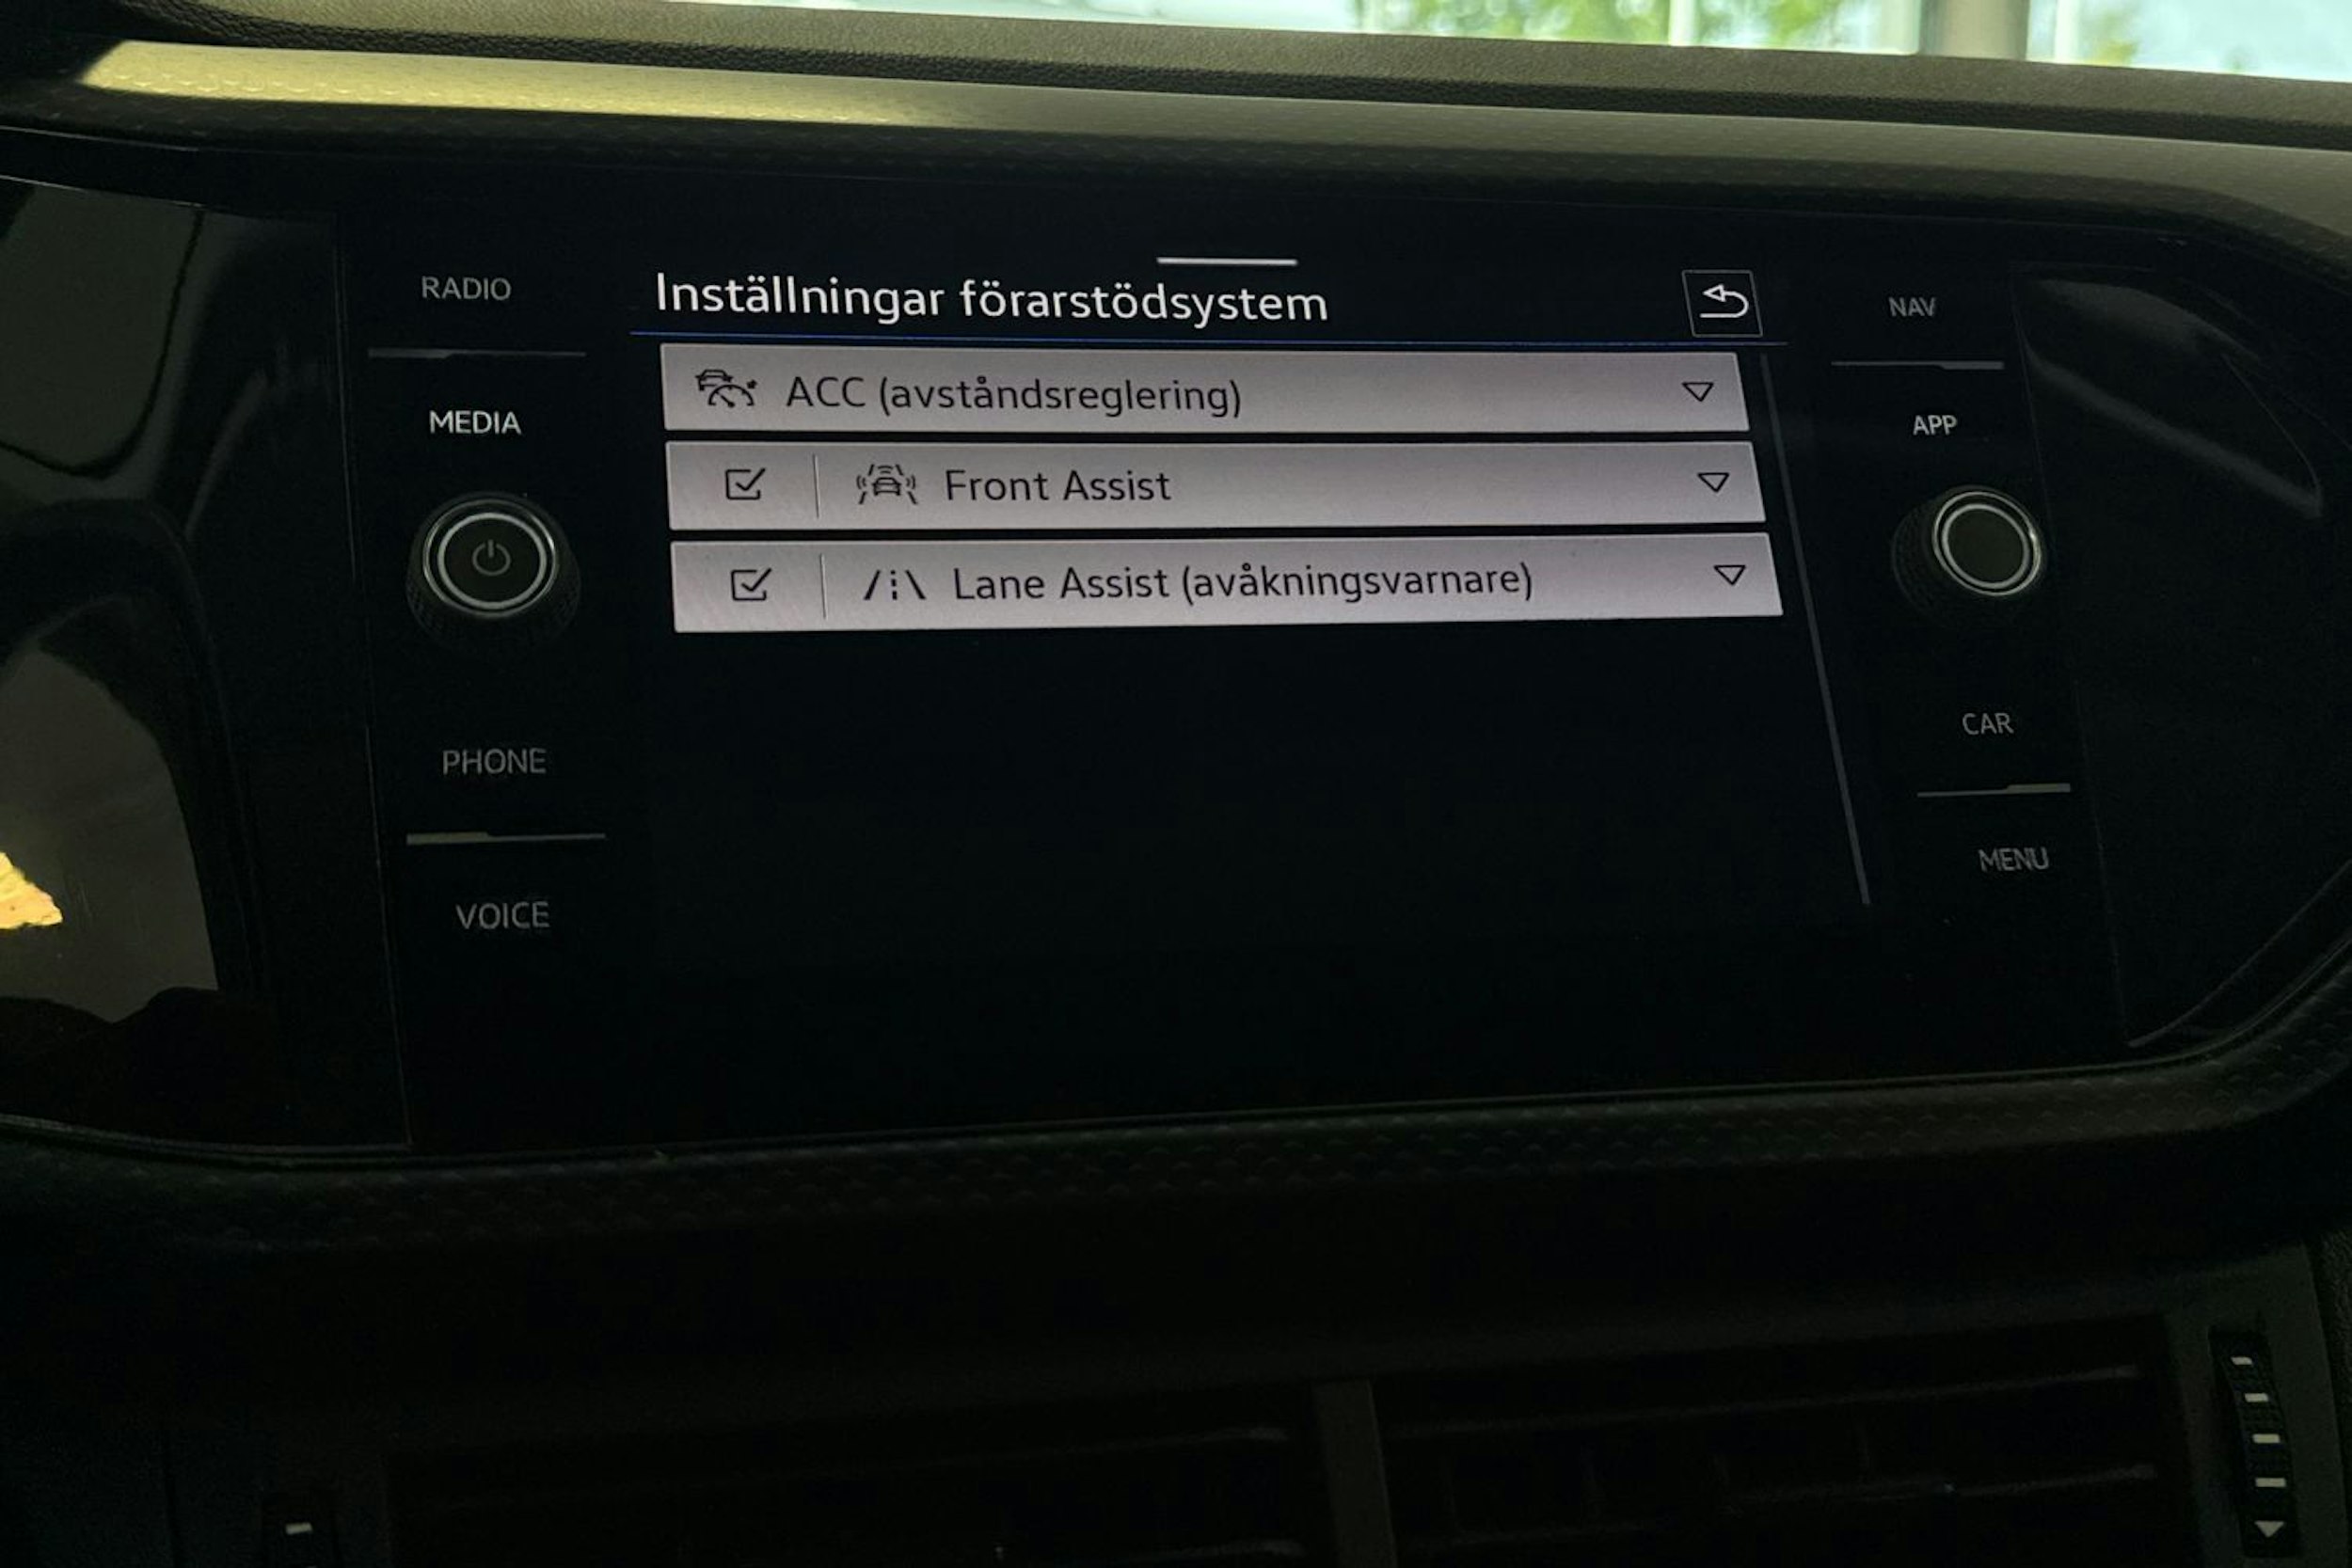 RADIO
MEDIA
PHONE
VOICE
Inställningar förarstödsystem
ACC (avståndsreglering)
Front Assist
Lane Assist (avåkningsvarnare)
NAV
APP
CAR
MENU